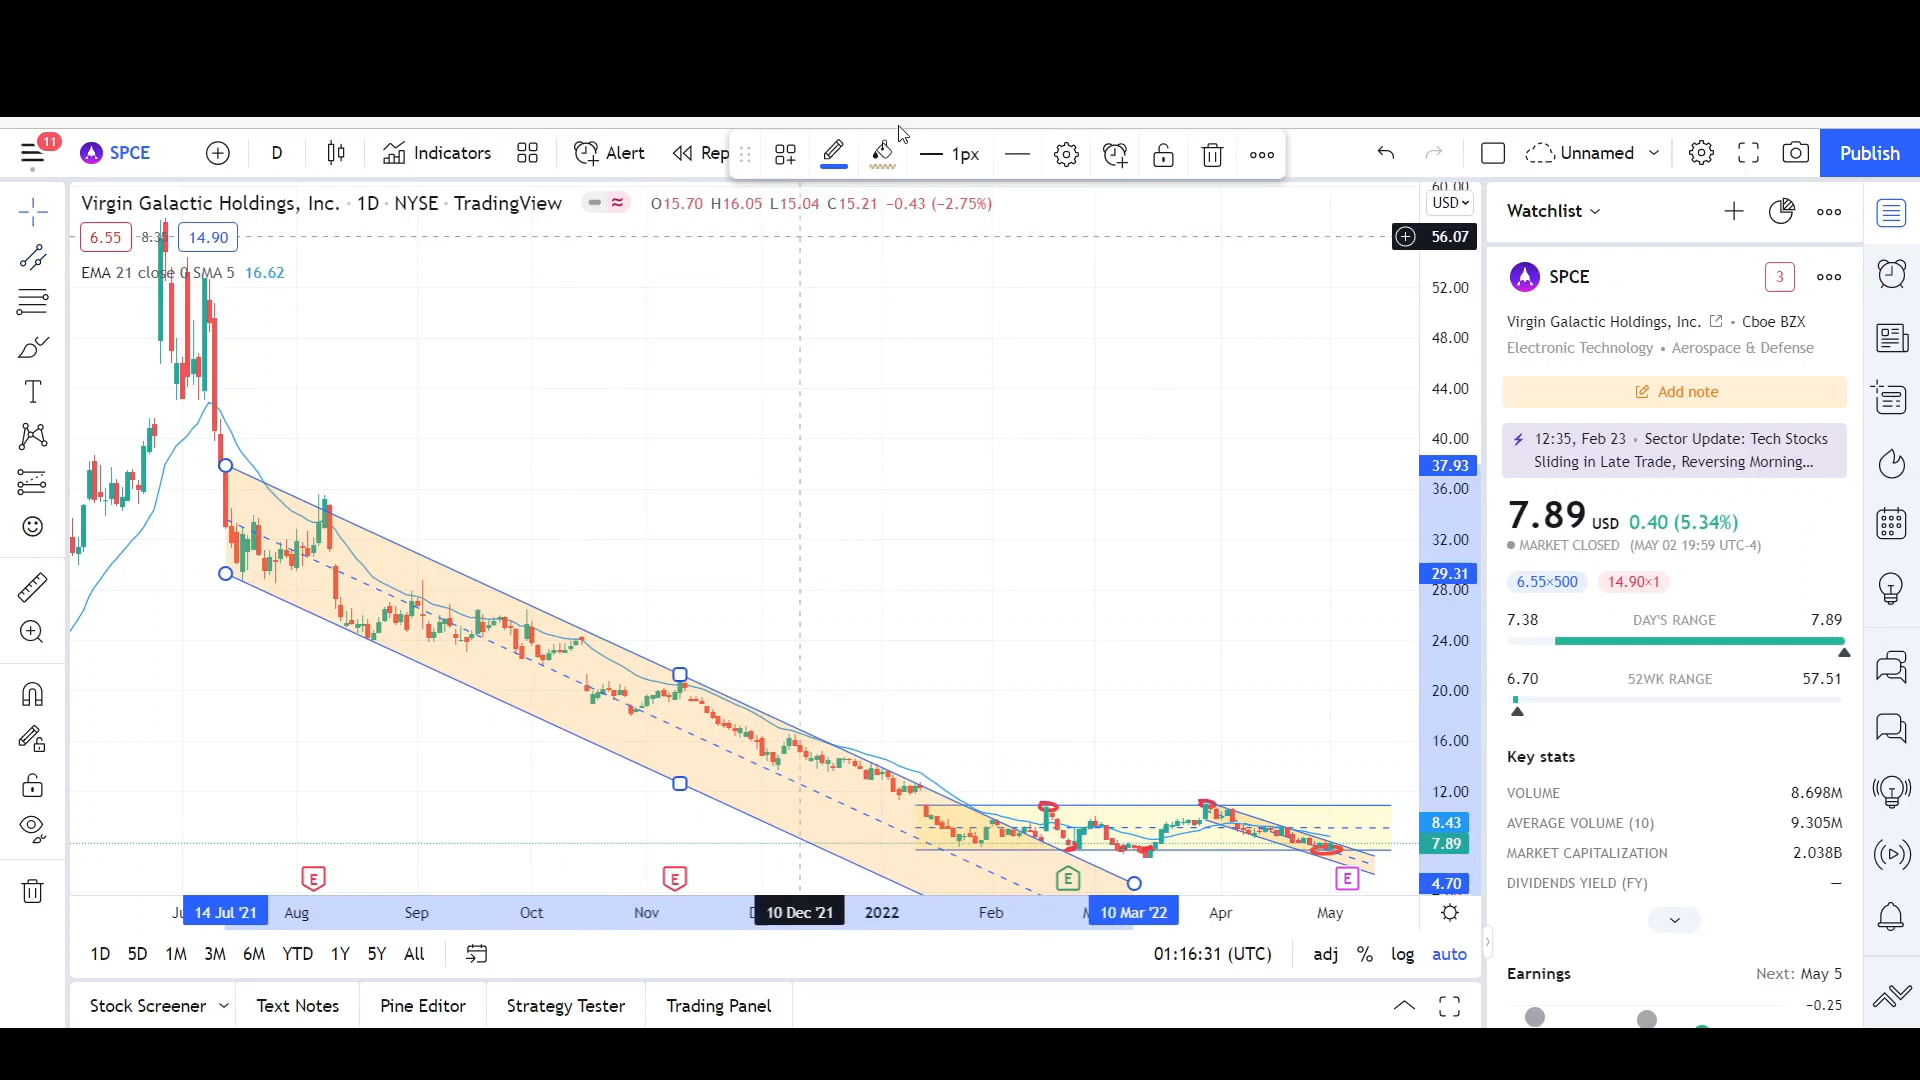 11
SPCE
D
Indicators
Alert
Rep
1px
Unnamed
Publish
Virgin Galactic Holdings, Inc. · 1D · NYSE · TradingView
O15.70 H16.05 L15.04 C15.21 −0.43 (−2.75%)
6.55
14.90
EMA 21 close 0 SMA 5 16.62
60.00
USD
56.07
52.00
48.00
44.00
40.00
37.93
36.00
32.00
29.31
28.00
24.00
20.00
16.00
12.00
8.43
7.89
4.70
E
E
E
E
14 Jul '21
Aug
Sep
Oct
Nov
10 Dec '21
2022
Feb
10 Mar '22
Apr
May
1D 5D 1M 3M 6M YTD 1Y 5Y All
01:16:31 (UTC)
adj % log auto
Stock Screener
Text Notes
Pine Editor
Strategy Tester
Trading Panel
Watchlist
SPCE
3
Virgin Galactic Holdings, Inc. • Cboe BZX
Electronic Technology • Aerospace & Defense
Add note
12:35, Feb 23 • Sector Update: Tech Stocks
Sliding in Late Trade, Reversing Morning...
7.89 USD 0.40 (5.34%)
MARKET CLOSED (MAY 02 19:59 UTC-4)
6.55×500 14.90×1
7.38 DAY'S RANGE 7.89
6.70 52WK RANGE 57.51
Key stats
VOLUME 8.698M
AVERAGE VOLUME (10) 9.305M
MARKET CAPITALIZATION 2.038B
DIVIDENDS YIELD (FY) —
Earnings Next: May 5
−0.25